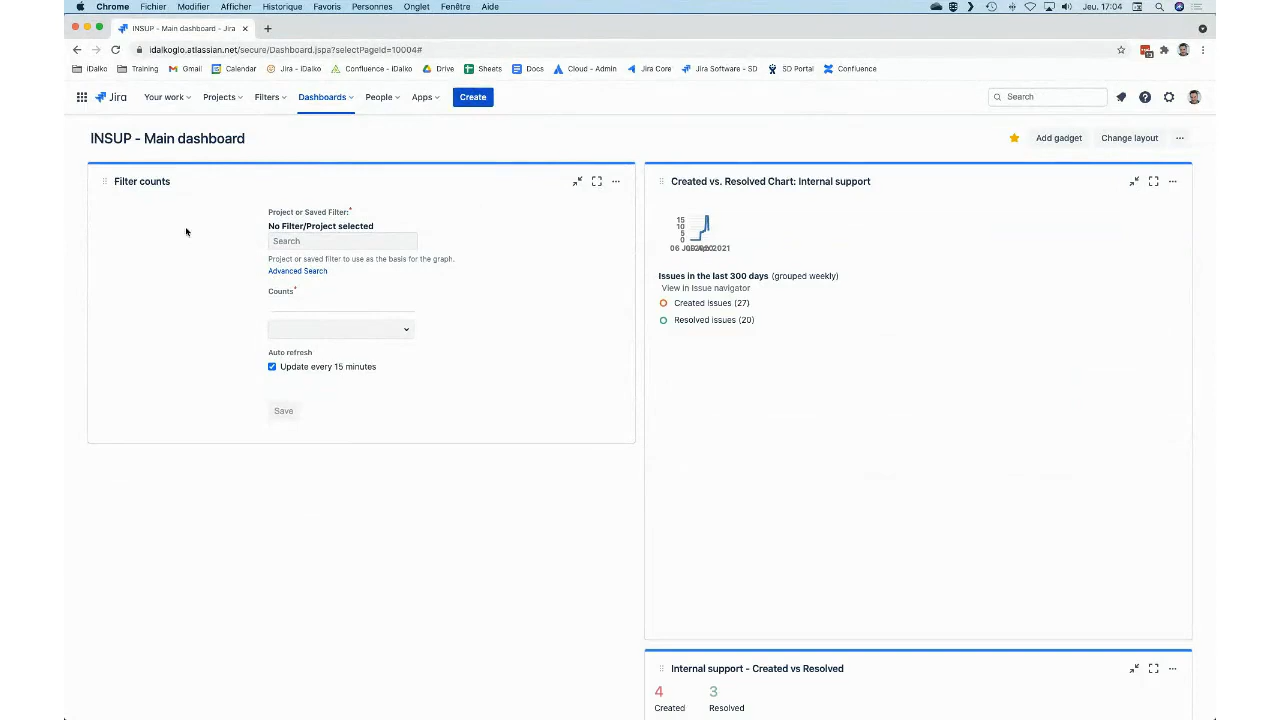 Chrome Fichier Modifier Afficher Historique Favoris Personnes Onglet Fenêtre Aide Jeu. 17:04
INSUP - Main dashboard - Jira
idalkoglo.atlassian.net/secure/Dashboard.jspa?selectPageId=10004#
iDalko Training Gmail Calendar Jira - iDalko Confluence - iDalko Drive Sheets Docs Cloud - Admin Jira Core Jira Software - SD SD Portal Confluence
Jira Your work Projects Filters Dashboards People Apps Create Search
INSUP - Main dashboard
Add gadget Change layout
Filter counts
Project or Saved Filter:*
No Filter/Project selected
Search
Project or saved filter to use as the basis for the graph.
Advanced Search
Counts*
Auto refresh
Update every 15 minutes
Save
Created vs. Resolved Chart: Internal support
15
10
5
0
Issues in the last 300 days (grouped weekly)
View in Issue navigator
Created issues (27)
Resolved issues (20)
Internal support - Created vs Resolved
4 3
Created Resolved